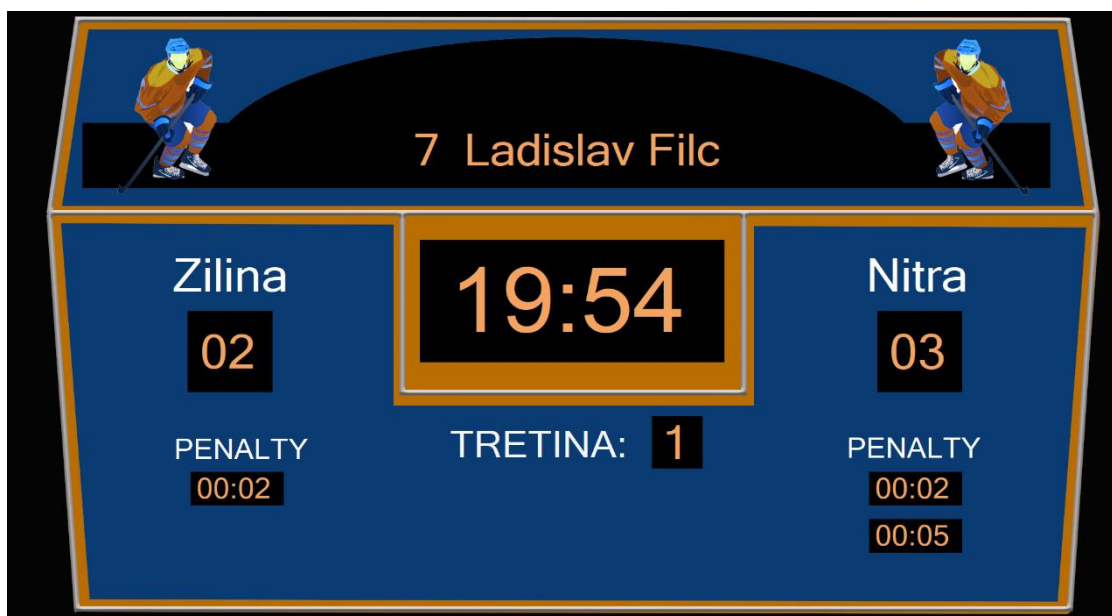 7 Ladislav Filc
Zilina
19:54
Nitra
02
03
TRETINA: 1
PENALTY
PENALTY
00:02
00:02
00:05